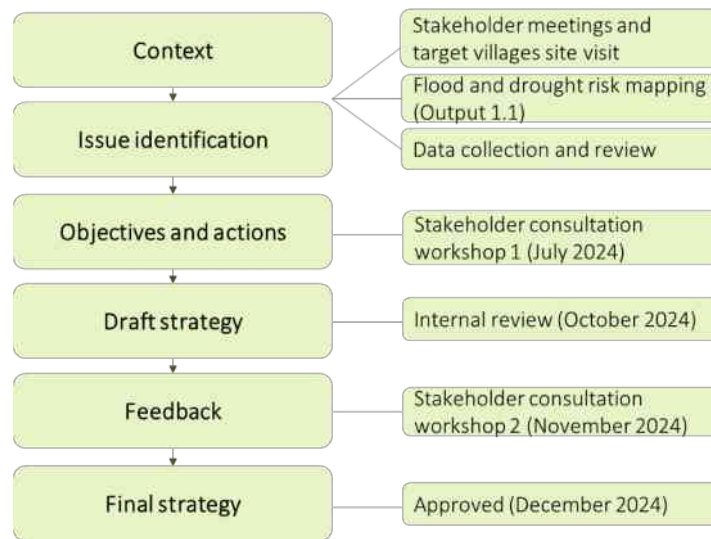 Context
Stakeholder meetings and
target villages site visit
Flood and drought risk mapping
(Output 1.1)
Issue identification
Data collection and review
Objectives and actions
Stakeholder consultation
workshop 1 (July 2024)
Draft strategy
Internal review (October 2024)
Feedback
Stakeholder consultation
workshop 2 (November 2024)
Final strategy
Approved (December 2024)